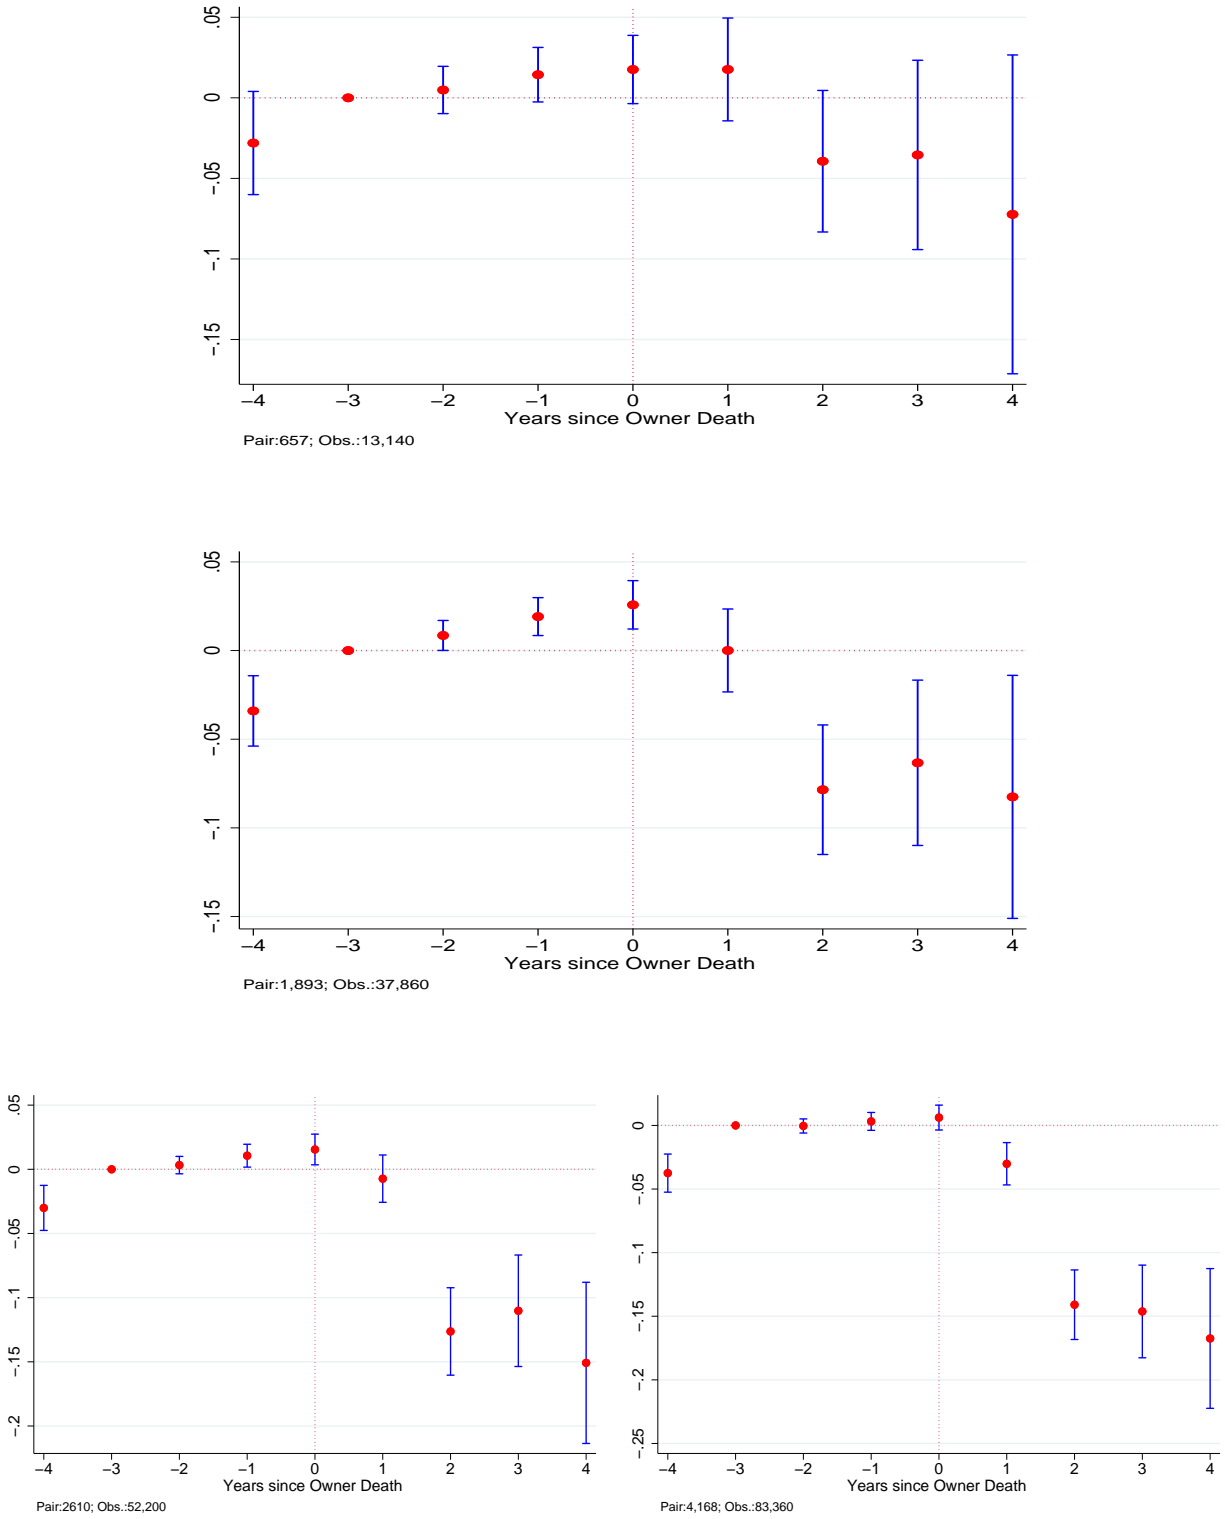 .05
0
−.05
−.1
−.15
−4 −3 −2 −1 0 1 2 3 4
Years since Owner Death
Pair:657; Obs.:13,140
.05
0
−.05
−.1
−.15
−4 −3 −2 −1 0 1 2 3 4
Years since Owner Death
Pair:1,893; Obs.:37,860
.05
0
−.05
−.1
−.15
−.2
−4 −3 −2 −1 0 1 2 3 4
Years since Owner Death
Pair:2610; Obs.:52,200
0
−.05
−.1
−.15
−.2
−.25
−4 −3 −2 −1 0 1 2 3 4
Years since Owner Death
Pair:4,168; Obs.:83,360